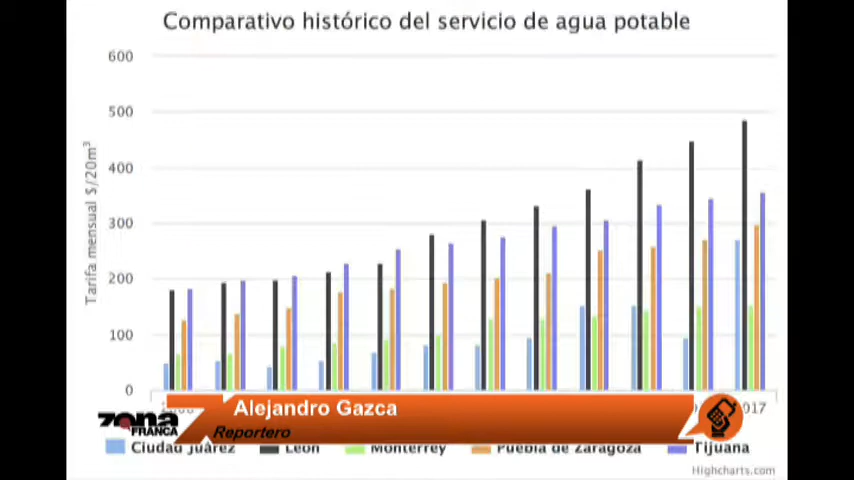 Comparativo histórico del servicio de agua potable
Tarifa mensual $/20m³
600
500
400
300
200
100
0
Alejandro Gazca
Reportero
ZONA
FRANCA
Ciudad Juárez
León
Monterrey
Puebla de Zaragoza
Tijuana
Highcharts.com